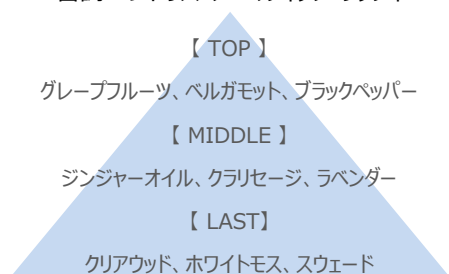 【 TOP 】
グレープフルーツ、ベルガモット、ブラックペッパー
【 MIDDLE 】
ジンジャーオイル、クラリセージ、ラベンダー
【 LAST】
クリアウッド、ホワイトモス、スウェード